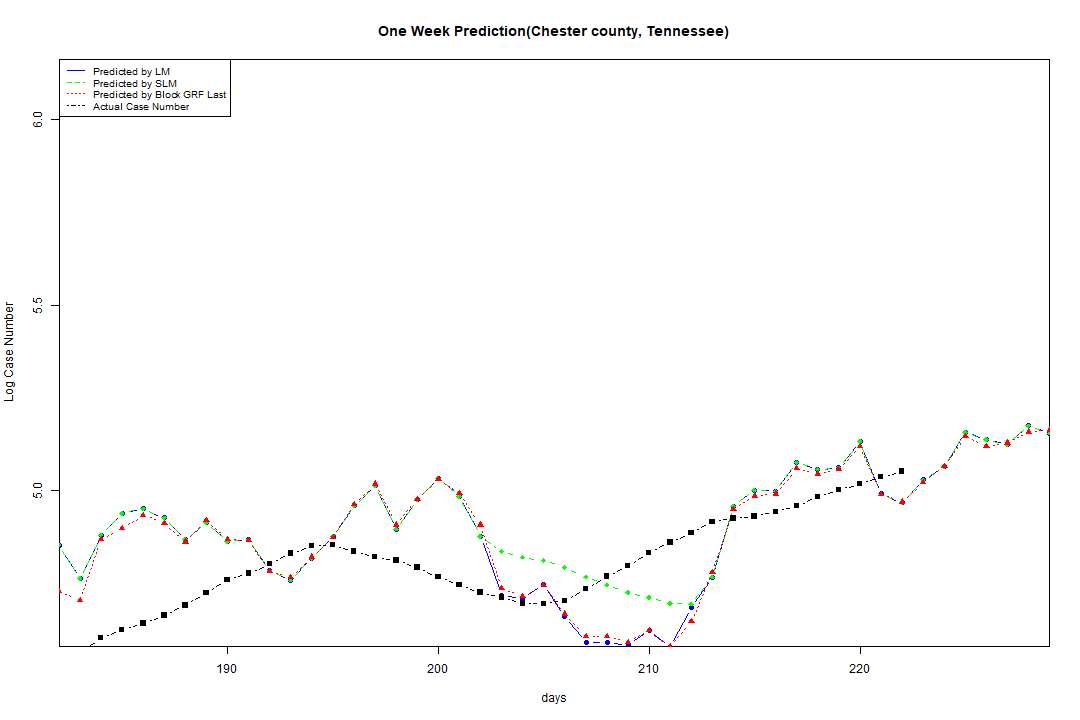 One Week Prediction(Chester county, Tennessee)
Predicted by LM
Predicted by SLM
Predicted by Block GRF Last
Actual Case Number
6.0
5.5
5.0
Log Case Number
190 200 210 220
days